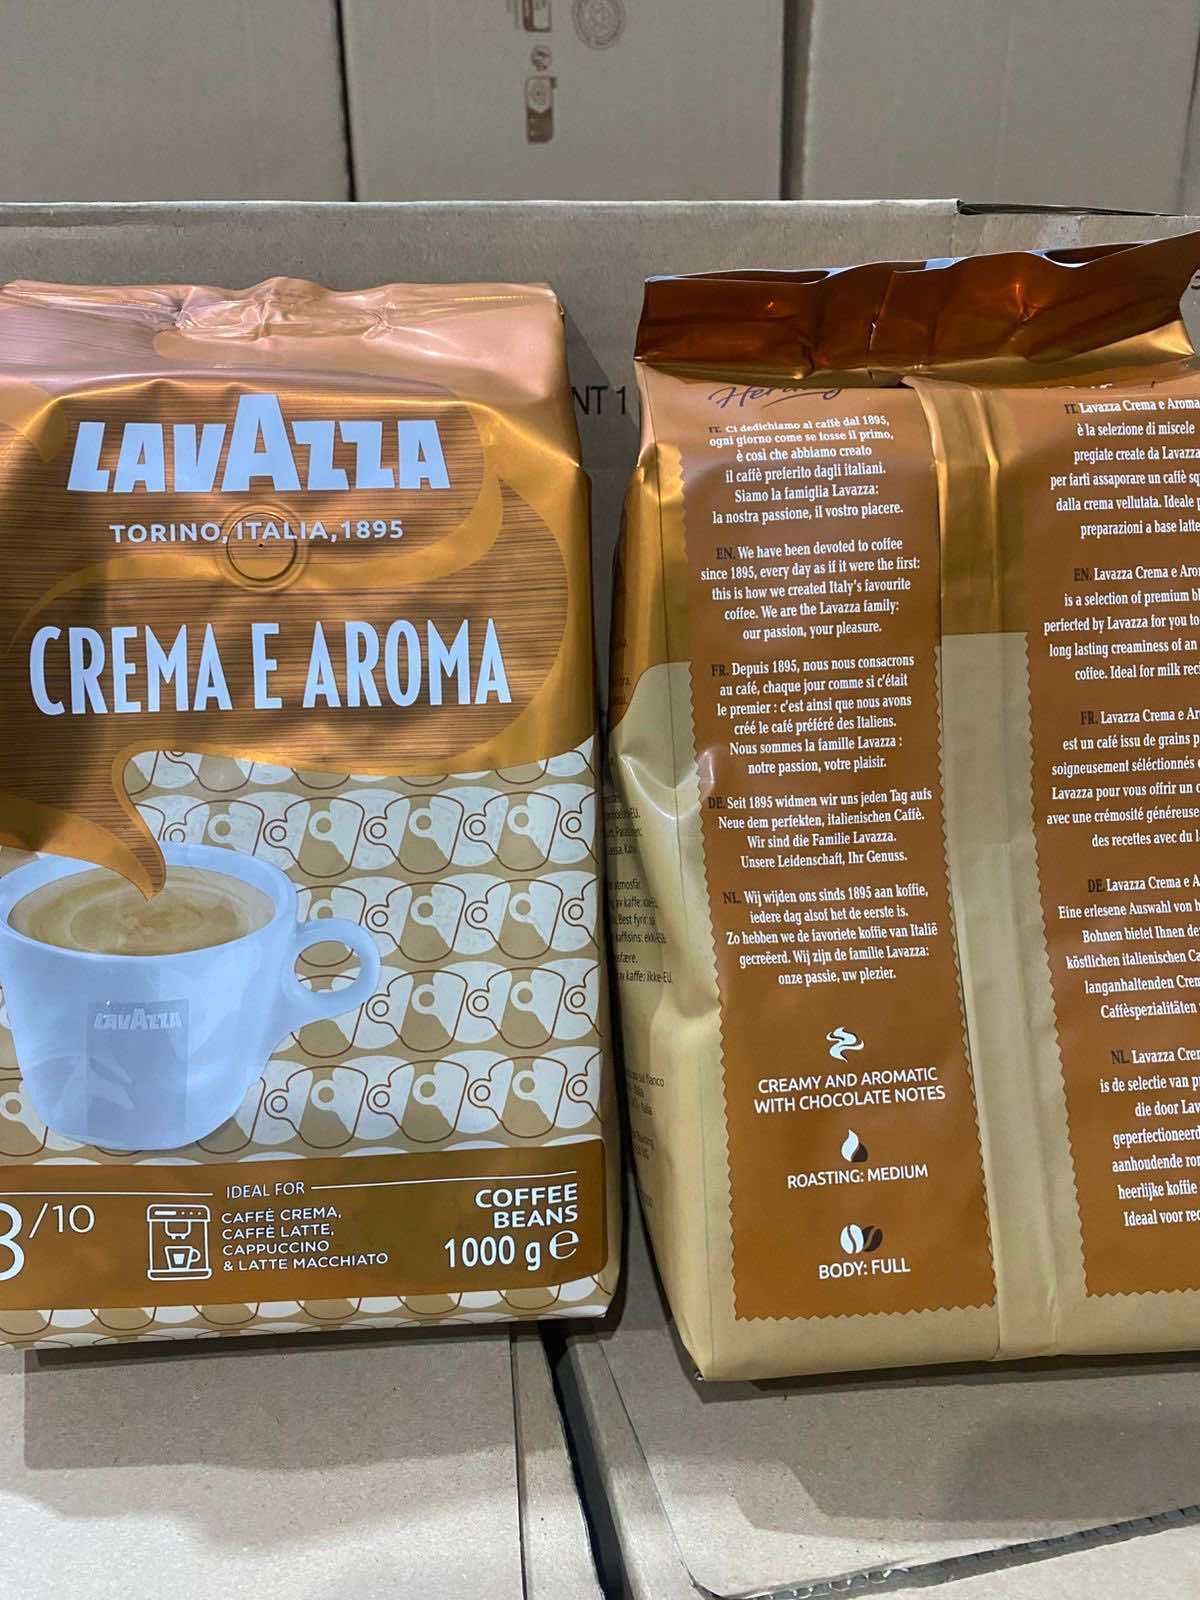 LAVAZZA
TORINO, ITALIA, 1895
CREMA E AROMA
LAVAZZA
/10
IDEAL FOR
CAFFÈ CREMA,
CAFFÈ LATTE,
CAPPUCCINO
& LATTE MACCHIATO
COFFEE
BEANS
1000 g e
NT 1
IT. Ci dedichiamo al caffè dal 1895,
ogni giorno come se fosse il primo,
è così che abbiamo creato
il caffè preferito dagli italiani.
Siamo la famiglia Lavazza:
la nostra passione, il vostro piacere.
EN. We have been devoted to coffee
since 1895, every day as if it were the first:
this is how we created Italy's favourite
coffee. We are the Lavazza family:
our passion, your pleasure.
FR. Depuis 1895, nous nous consacrons
au café, chaque jour comme si c'était
le premier : c'est ainsi que nous avons
créé le café préféré des Italiens.
Nous sommes la famille Lavazza :
notre passion, votre plaisir.
DE. Seit 1895 widmen wir uns jeden Tag aufs
Neue dem perfekten, italienischen Caffè.
Wir sind die Familie Lavazza.
Unsere Leidenschaft, Ihr Genuss.
NL. Wij wijden ons sinds 1895 aan koffie,
iedere dag alsof het de eerste is.
Zo hebben we de favoriete koffie van Italië
gecreëerd. Wij zijn de familie Lavazza:
onze passie, uw plezier.
CREAMY AND AROMATIC
WITH CHOCOLATE NOTES
ROASTING: MEDIUM
BODY: FULL
IT. Lavazza Crema e Aroma
è la selezione di miscele
pregiate create da Lavazza
per farti assaporare un caffè
dalla crema vellutata. Ideale
preparazioni a base latte
EN. Lavazza Crema e
is a selection of premium
perfected by Lavazza for you to
long lasting creaminess of an
coffee. Ideal for milk
FR. Lavazza Crema e
est un café issu de grains
soigneusement séléctionnés
Lavazza pour vous offrir un
avec une crémosité généreuse
des recettes avec du
DE. Lavazza Crema e
Eine erlesene Auswahl von
Bohnen bietet Ihnen
köstlichen italienischen
langanhaltenden
Caffèspezialitäten
NL. Lavazza
is de selectie van
die door
aanhoudende
heerlijke koffie
Ideaal voor